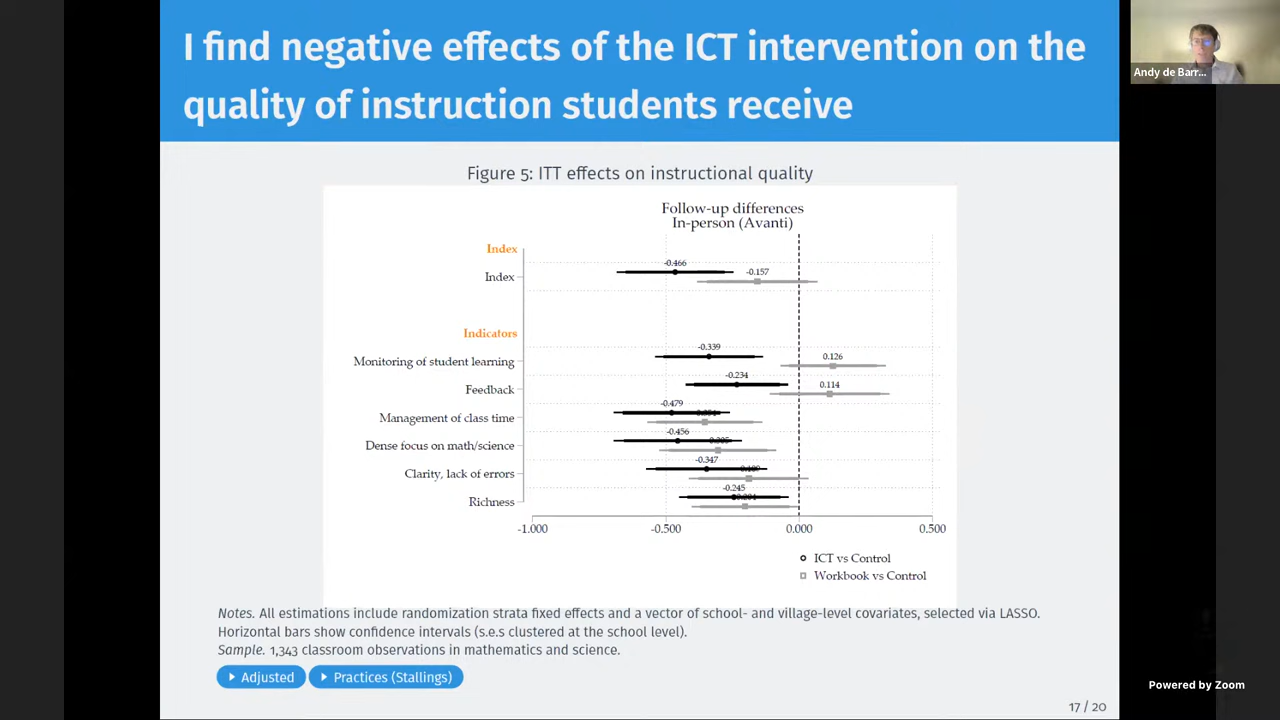 I find negative effects of the ICT intervention on the
quality of instruction students receive
Andy de Barr...
Figure 5: ITT effects on instructional quality
Follow-up differences
In-person (Avanti)
Index
Index
-0.466
-0.157
Indicators
Monitoring of student learning
-0.339
0.126
Feedback
-0.234
0.114
Management of class time
-0.479
Dense focus on math/science
-0.456
Clarity, lack of errors
-0.347
Richness
-0.245
-1.000 -0.500 0.000 0.500
ICT vs Control
Workbook vs Control
Notes. All estimations include randomization strata fixed effects and a vector of school- and village-level covariates, selected via LASSO.
Horizontal bars show confidence intervals (s.e.s clustered at the school level).
Sample. 1,343 classroom observations in mathematics and science.
Adjusted Practices (Stallings)
Powered by Zoom
17 / 20